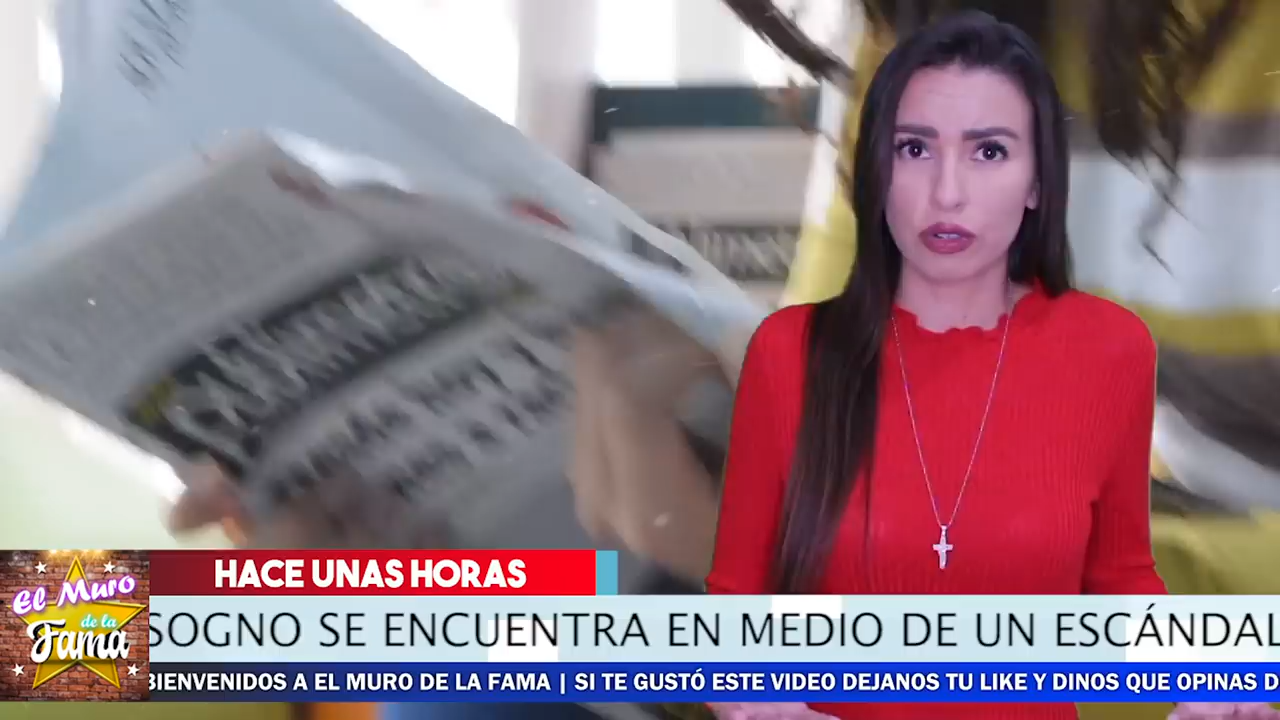 HACE UNAS HORAS
El Muro
de la
Fama
SOGNO SE ENCUENTRA EN MEDIO DE UN ESCÁNDAL
BIENVENIDOS A EL MURO DE LA FAMA | SI TE GUSTÓ ESTE VIDEO DEJANOS TU LIKE Y DINOS QUE OPINAS D